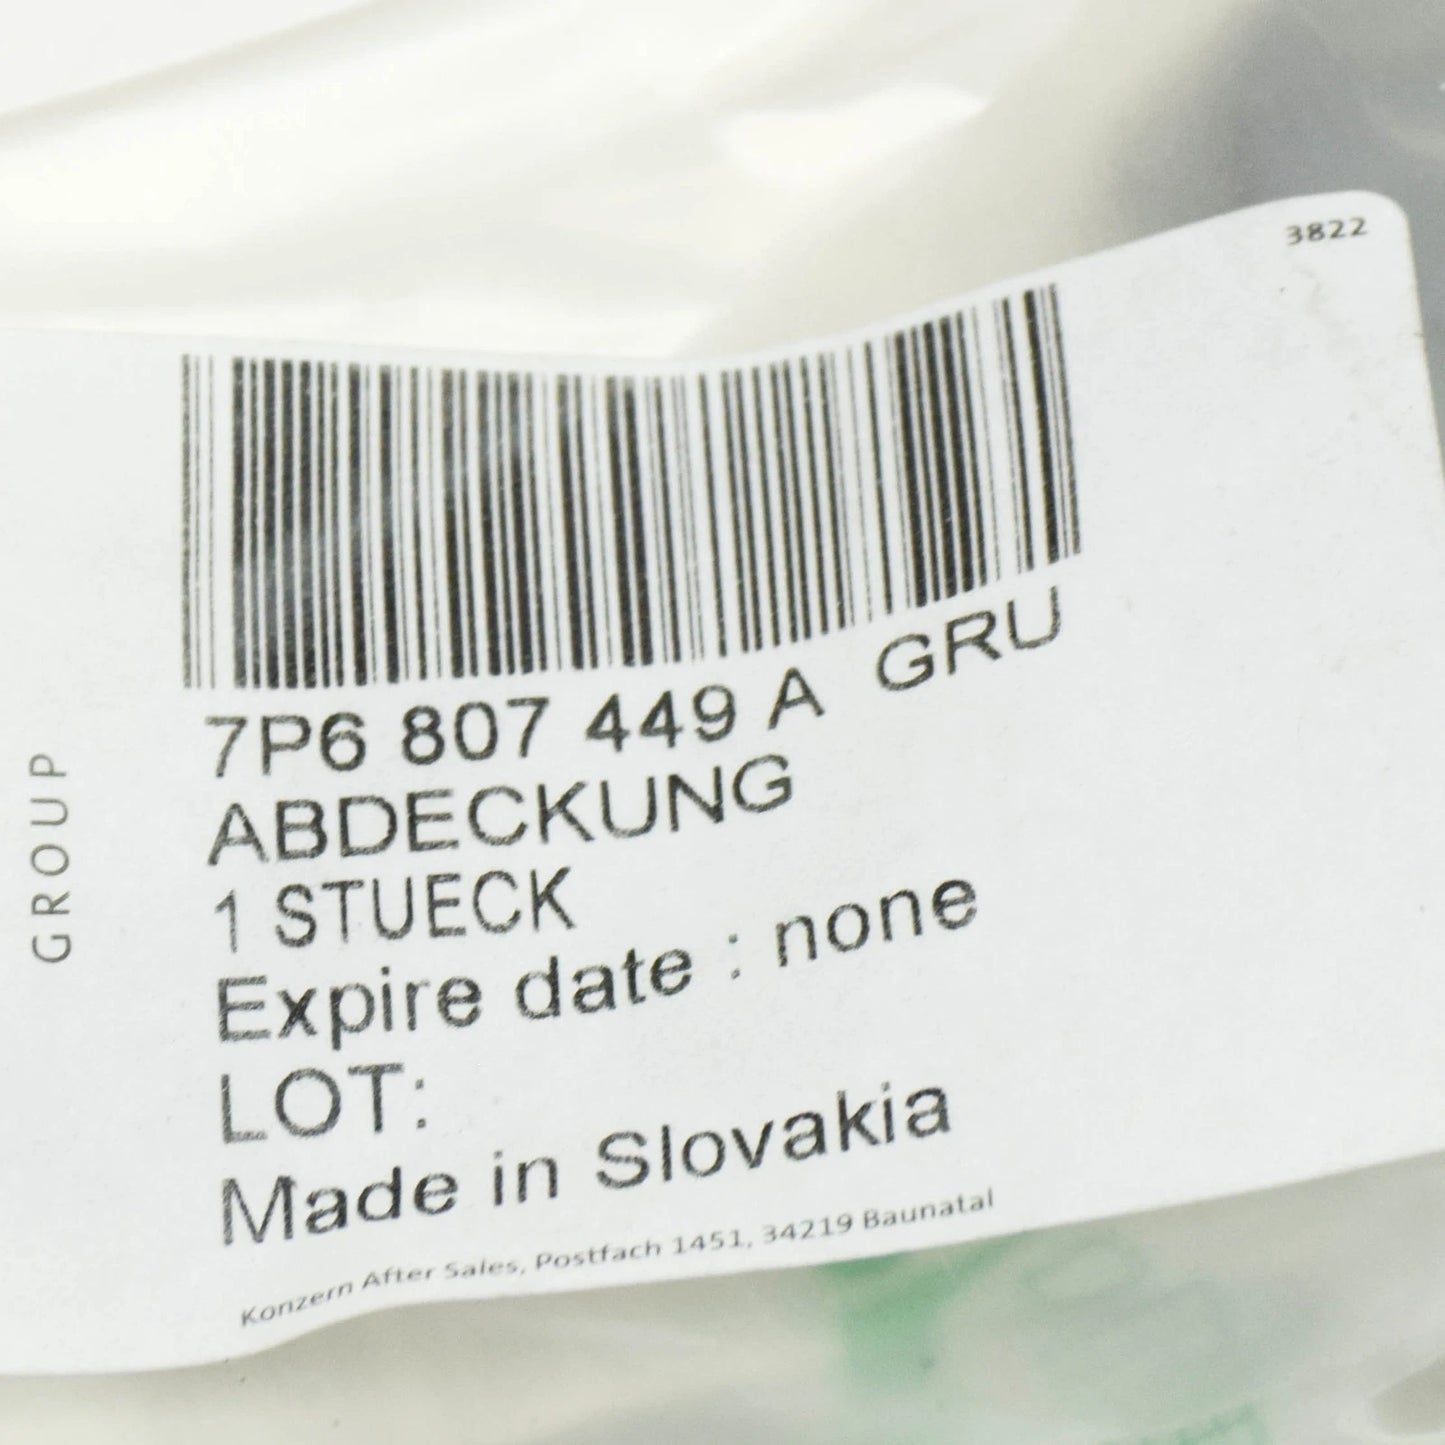 3822
7P6 807 449 A GRU
ABDECKUNG
1 STUECK
Expire date : none
LOT:
Made in Slovakia
Konzern After Sales, Postfach 1451, 34219 Baunatal
GROUP